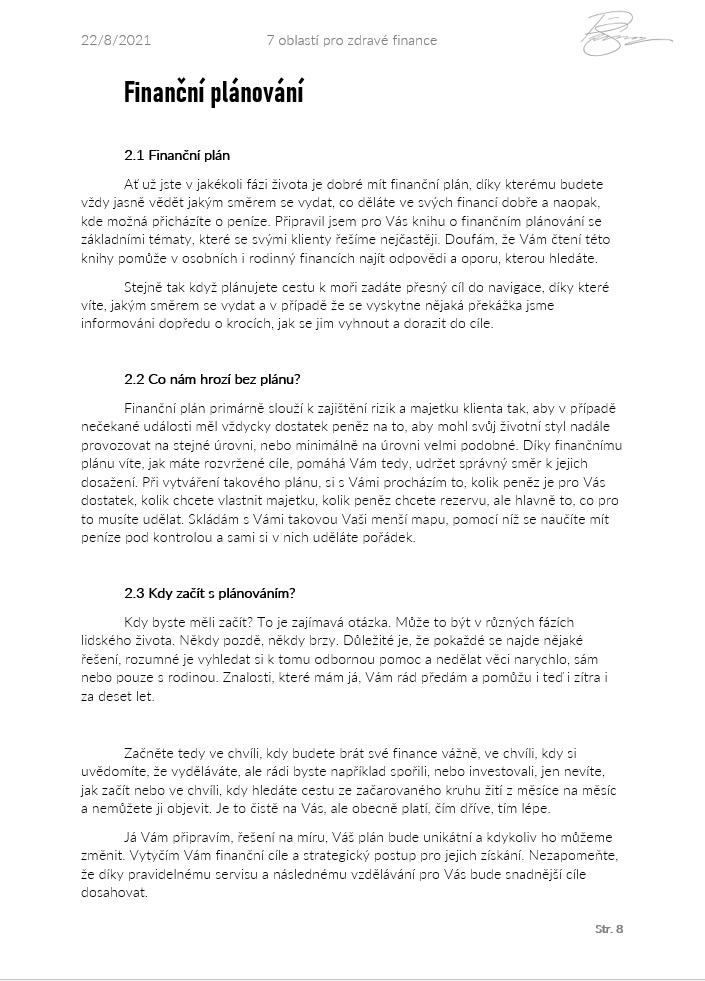 22/8/2021
7 oblastí pro zdravé finance
Finanční plánování
2.1 Finanční plán
Ať už jste v jakékoli fázi života je dobré mít finanční plán, díky kterému budete
vždy jasně vědět jakým směrem se vydat, co děláte ve svých financí dobře a naopak,
kde možná přicházíte o peníze. Připravil jsem pro Vás knihu o finančním plánování se
základními tématy, které se svými klienty řešíme nejčastěji. Doufám, že Vám čtení této
knihy pomůže v osobních i rodinný financích najít odpovědi a oporu, kterou hledáte.
Stejně tak když plánujete cestu k moři zadáte přesný cíl do navigace, díky které
víte, jakým směrem se vydat a v případě že se vyskytne nějaká překážka jsme
informováni dopředu o krocích, jak se jim vyhnout a dorazit do cíle.
2.2 Co nám hrozí bez plánu?
Finanční plán primárně slouží k zajištění rizik a majetku klienta tak, aby v případě
nečekané události měl vždycky dostatek peněz na to, aby mohl svůj životní styl nadále
provozovat na stejné úrovni, nebo minimálně na úrovni velmi podobné. Díky finančnímu
plánu víte, jak máte rozvržené cíle, pomáhá Vám tedy, udržet správný směr k jejich
dosažení. Při vytváření takového plánu, si s Vámi procházím to, kolik peněz je pro Vás
dostatek, kolik chcete vlastnit majetku, kolik peněz chcete rezervu, ale hlavně to, co pro
to musíte udělat. Skládám s Vámi takovou Vaši menší mapu, pomocí níž se naučíte mít
peníze pod kontrolou a sami si v nich uděláte pořádek.
2.3 Kdy začít s plánováním?
Kdy byste měli začít? To je zajímavá otázka. Může to být v různých fázích
lidského života. Někdy pozdě, někdy brzy. Důležité je, že pokaždé se najde nějaké
řešení, rozumné je vyhledat si k tomu odbornou pomoc a nedělat věci narychlo, sám
nebo pouze s rodinou. Znalosti, které mám já, Vám rád předám a pomůžu i teď i zítra i
za deset let.
Začněte tedy ve chvíli, kdy budete brát své finance vážně, ve chvíli, kdy si
uvědomíte, že vyděláváte, ale rádi byste například spořili, nebo investovali, jen nevíte,
jak začít nebo ve chvíli, kdy hledáte cestu ze začarovaného kruhu žití z měsíce na měsíc
a nemůžete ji objevit. Je to čistě na Vás, ale obecně platí, čím dříve, tím lépe.
Já Vám připravím, řešení na míru, Váš plán bude unikátní a kdykoliv ho můžeme
změnit. Vytyčím Vám finanční cíle a strategický postup pro jejich získání. Nezapomeňte,
že díky pravidelnému servisu a následnému vzdělávání pro Vás bude snadnější cíle
dosahovat.
Str. 8